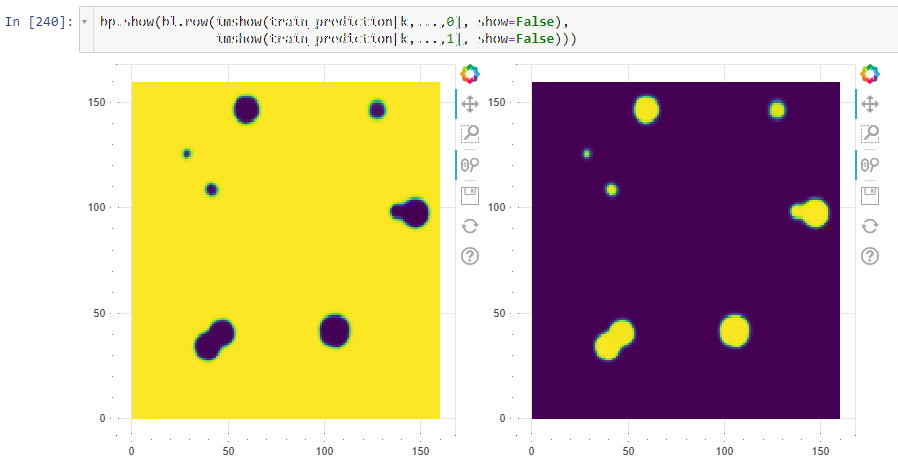 In [240]:
bp.show(bl.row(imshow(train_prediction[k,...,0], show=False),
imshow(train_prediction[k,...,1], show=False)))
150
100
50
0
0 50 100 150
150
100
50
0
0 50 100 150